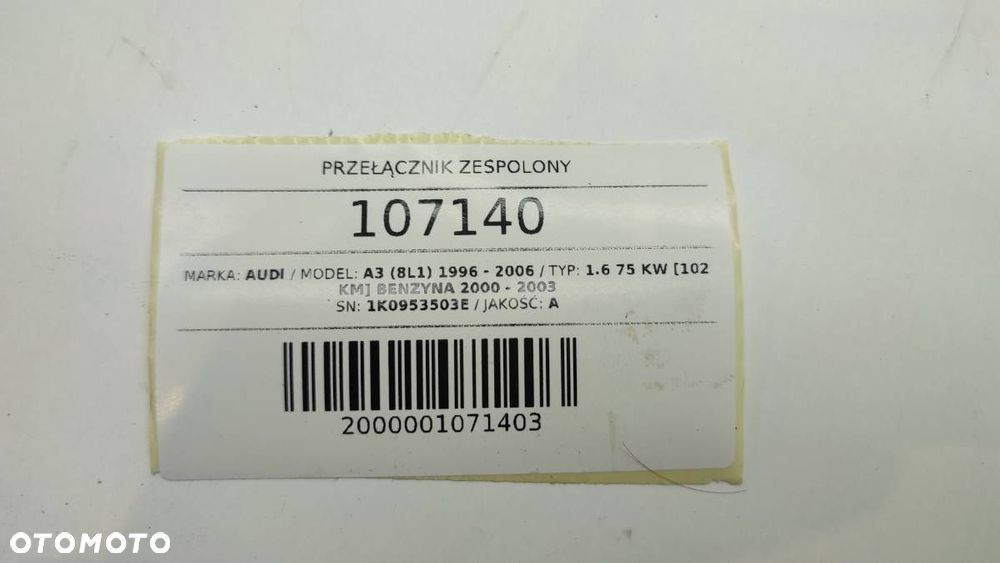 PRZEŁĄCZNIK ZESPOLONY
107140
MARKA: AUDI / MODEL: A3 (8L1) 1996 - 2006 / TYP: 1.6 75 KW [102
KM] BENZYNA 2000 - 2003
SN: 1K0953503E / JAKOŚĆ: A
2000001071403
OTOMOTO